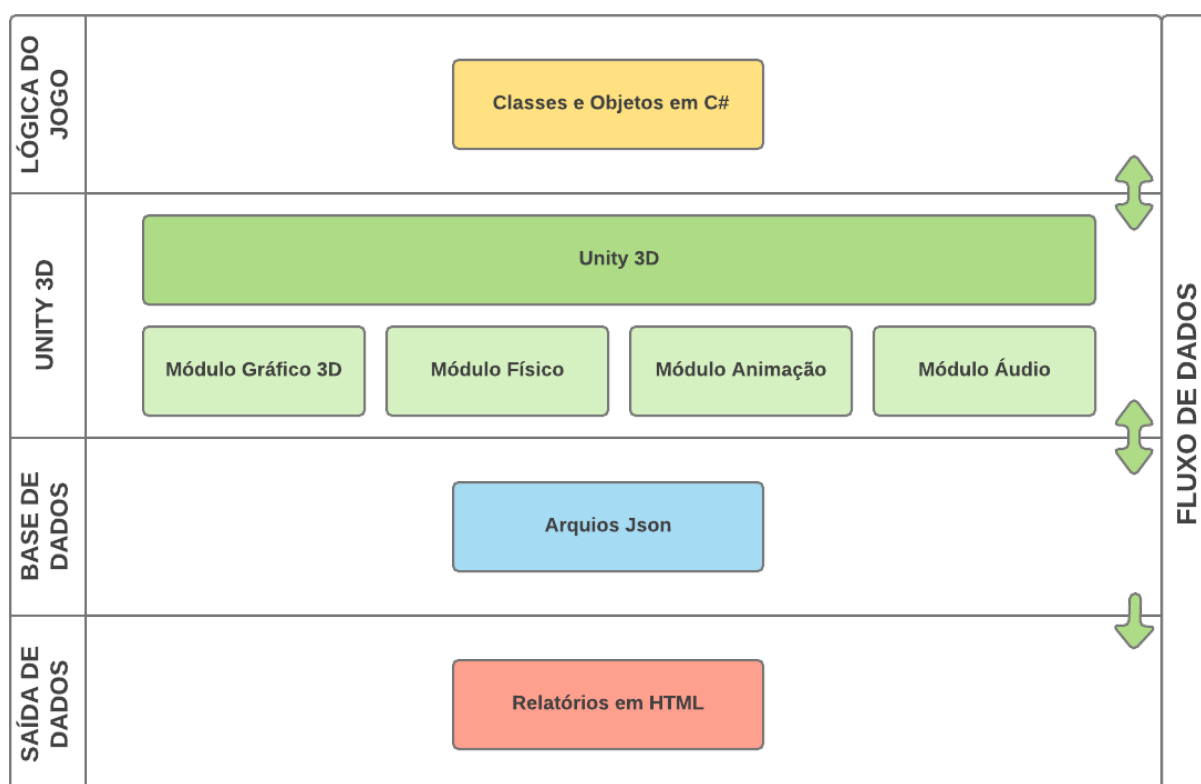 LÓGICA DO
JOGO
Classes e Objetos em C#
UNITY 3D
Unity 3D
Módulo Gráfico 3D
Módulo Físico
Módulo Animação
Módulo Áudio
BASE DE
DADOS
Arquios Json
SAÍDA DE
DADOS
Relatórios em HTML
FLUXO DE DADOS